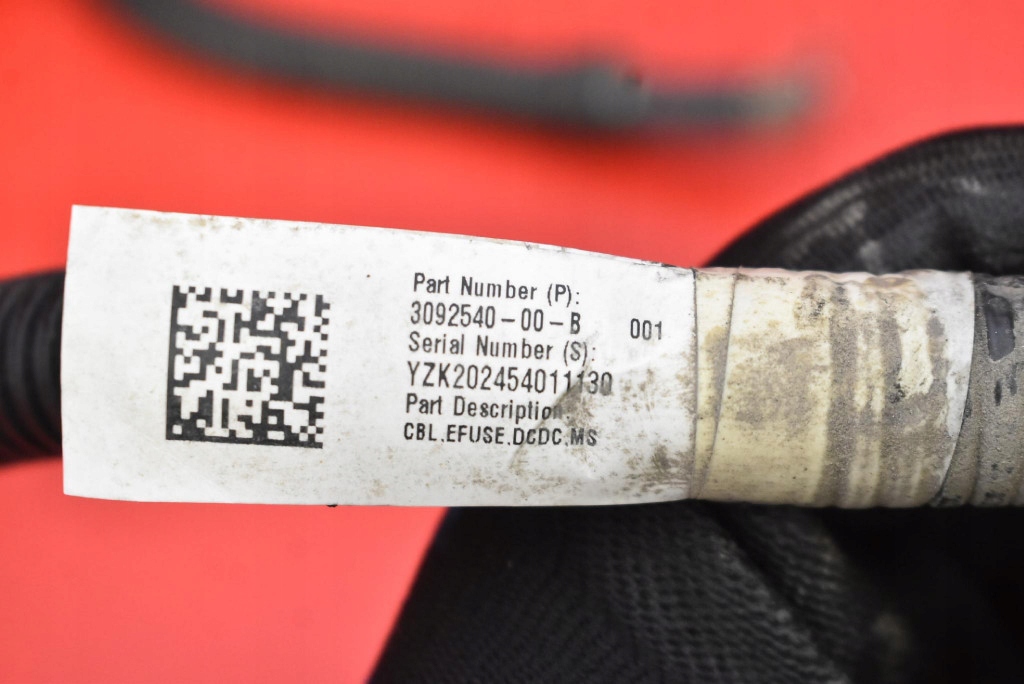 Part Number (P):
3092540-00-B 001
Serial Number (S):
YZK202454011130
Part Description:
CBL,EFUSE,DCDC,MS